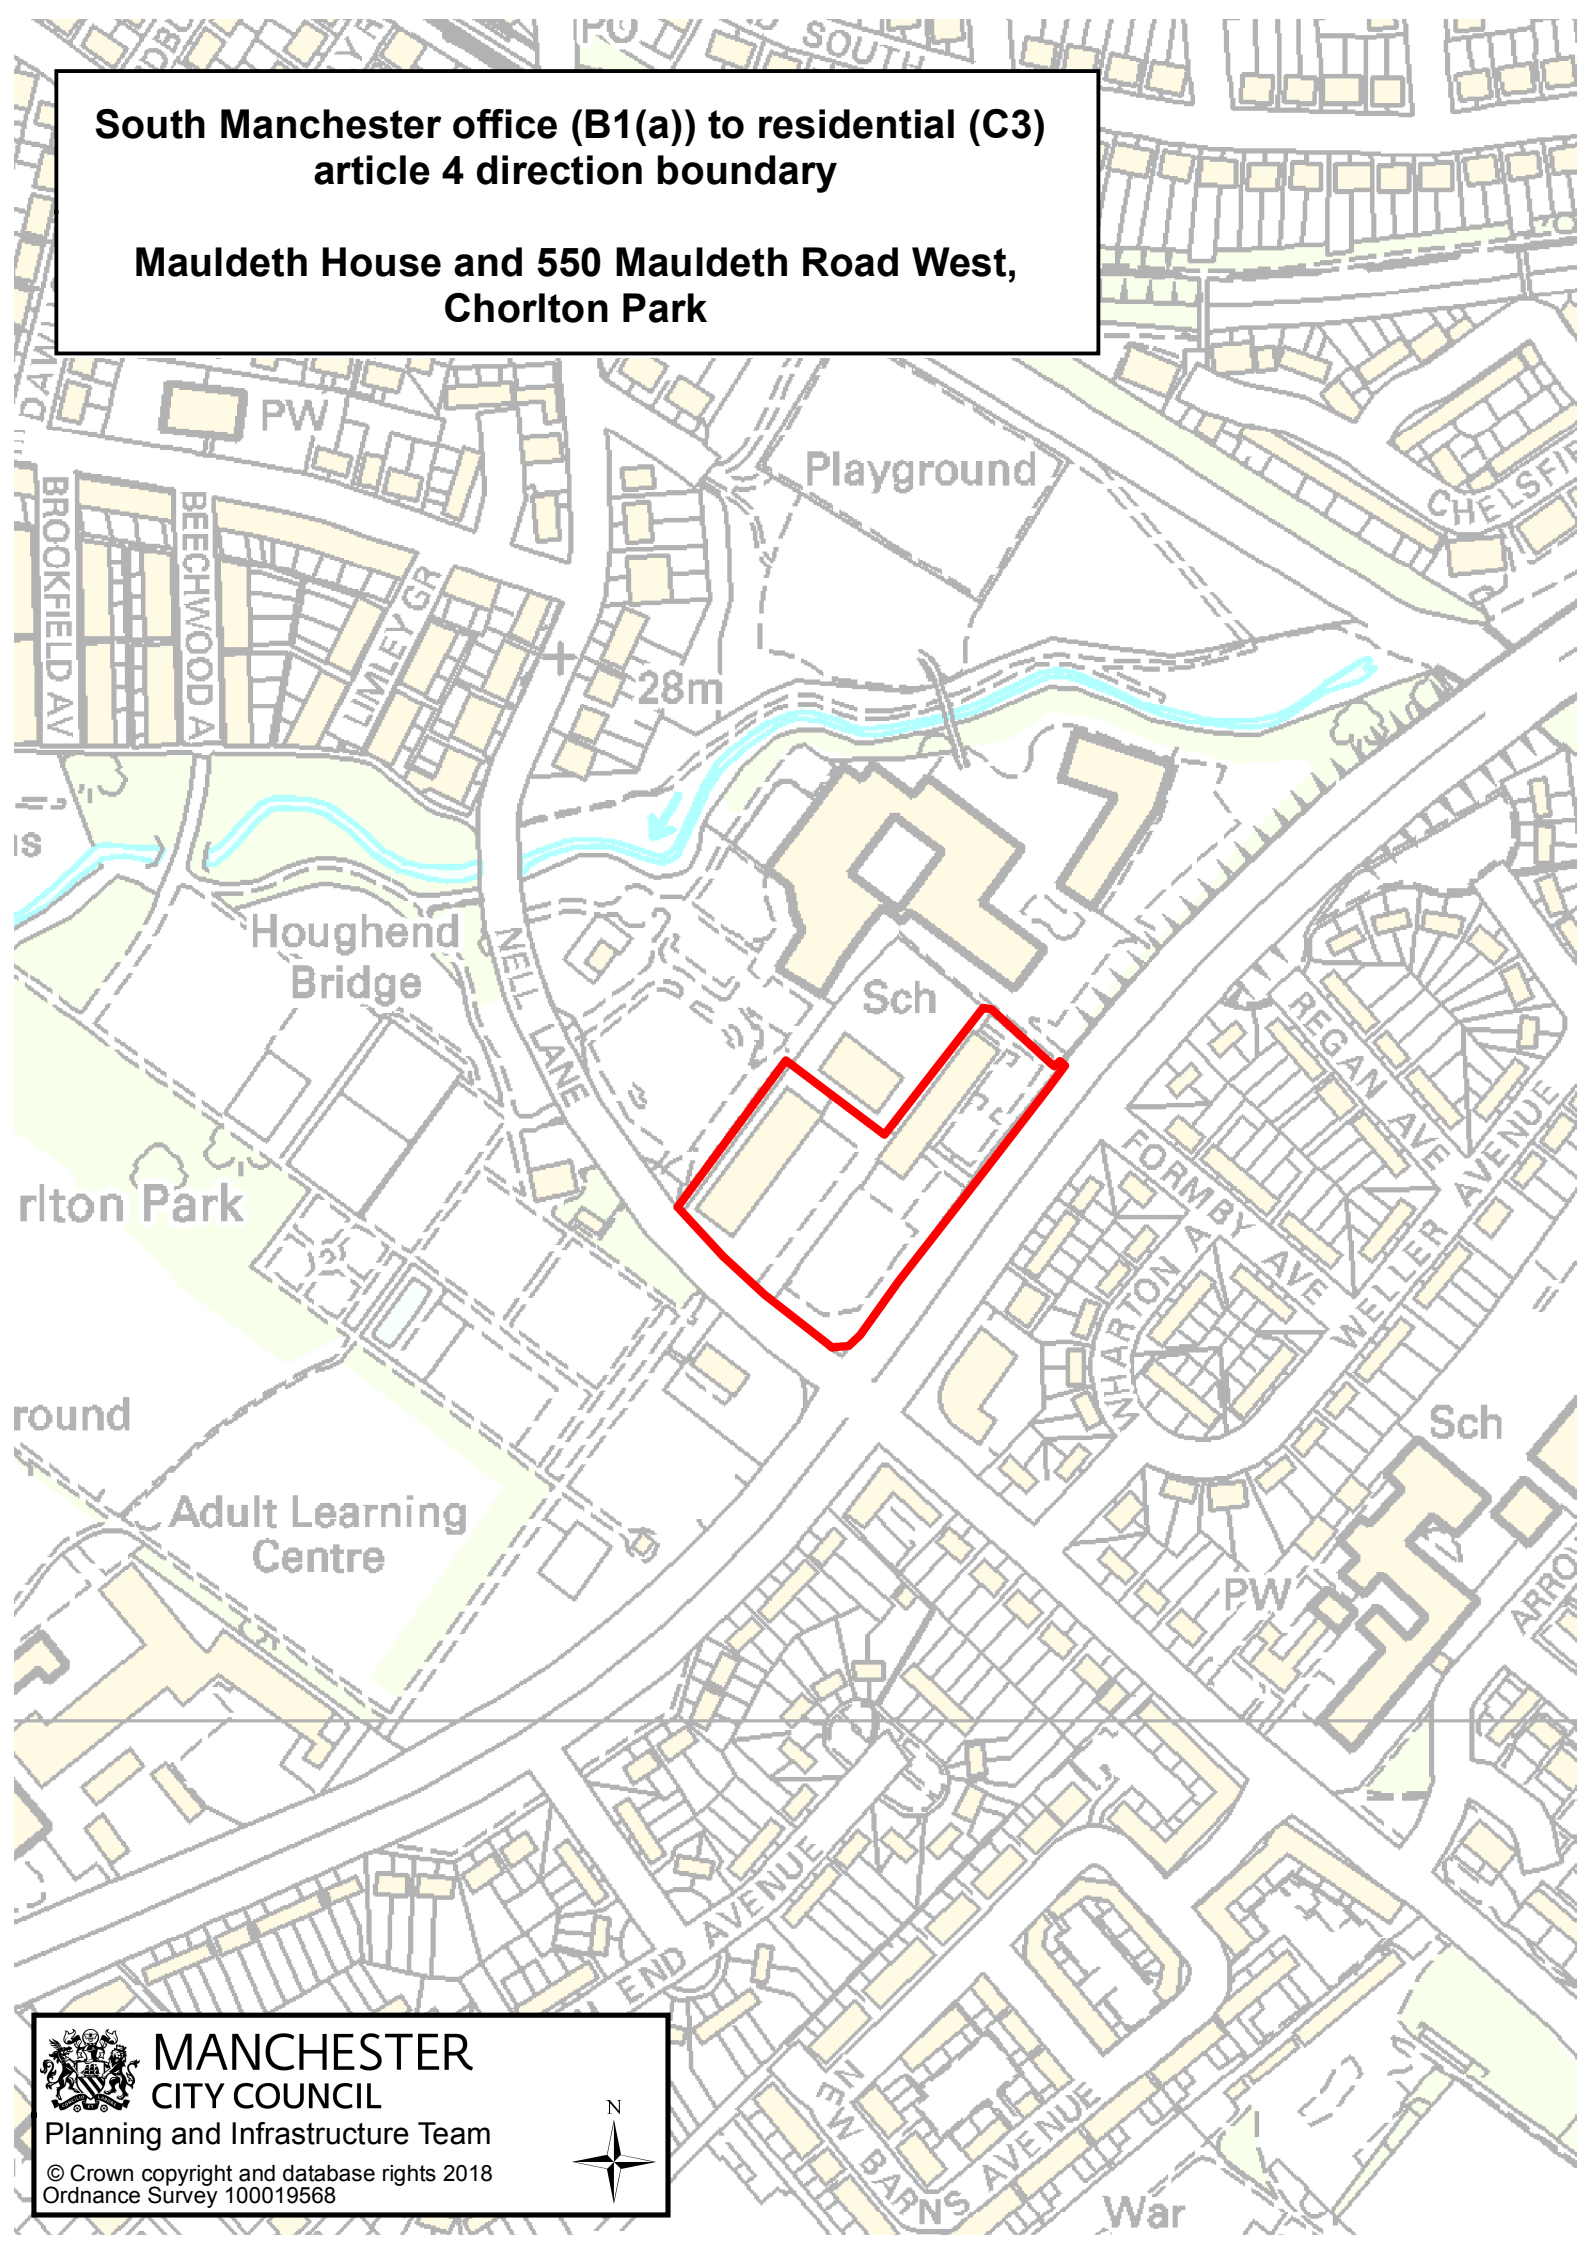 SOUTH
South Manchester office (B1(a)) to residential (C3)
article 4 direction boundary
Mauldeth House and 550 Mauldeth Road West,
Chorlton Park
PW
Playground
CHELSFI
BROOKFIELD AV
BEECHWOOD A
LIMLEY GR
28m
Houghend
Bridge
NELL LANE
Sch
REGAN AVE
FORMBY AVE
WHARTON A
WELLER AVENUE
rlton Park
round
Sch
Adult Learning
Centre
PW
ARRO
END AVENUE
NEW BARNS AVENUE
War
MANCHESTER
CITY COUNCIL
Planning and Infrastructure Team
© Crown copyright and database rights 2018
Ordnance Survey 100019568
N